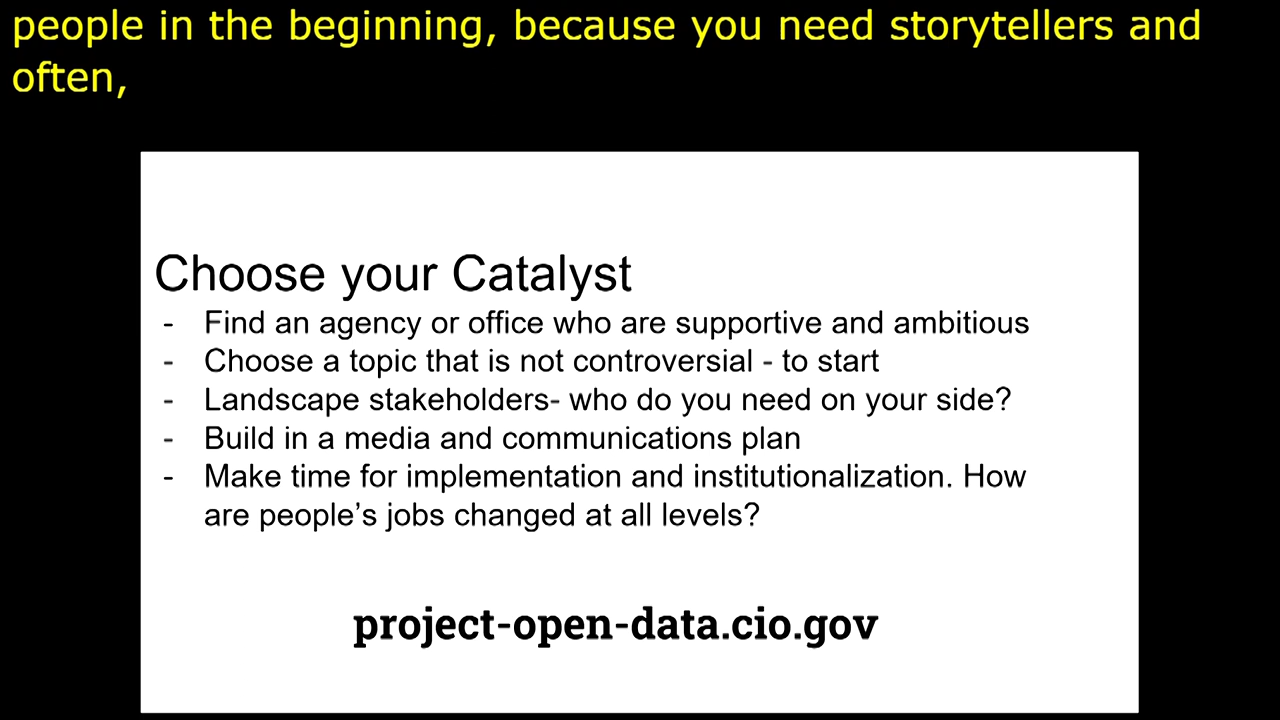 people in the beginning, because you need storytellers and
often,
Choose your Catalyst
- Find an agency or office who are supportive and ambitious
- Choose a topic that is not controversial - to start
- Landscape stakeholders- who do you need on your side?
- Build in a media and communications plan
- Make time for implementation and institutionalization. How
are people’s jobs changed at all levels?
project-open-data.cio.gov